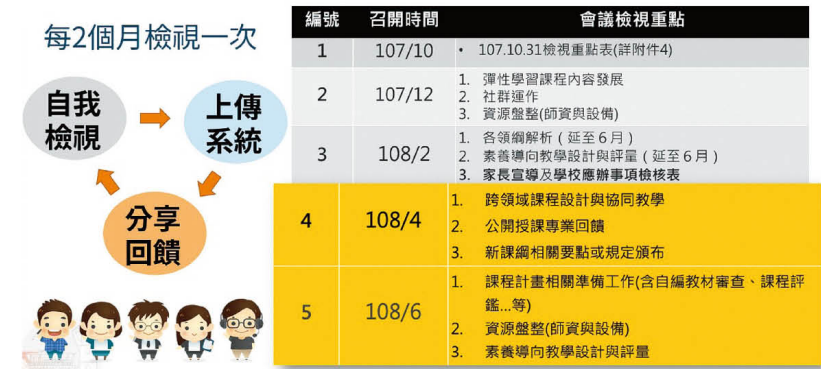 每2個月檢視一次
自我
檢視
上傳
系統
分享
回饋
編號 召開時間 會議檢視重點
1 107/10 • 107.10.31檢視重點表(詳附件4)
2 107/12
1. 彈性學習課程內容發展
2. 社群運作
3. 資源盤整(師資與設備)
3 108/2
1. 各領綱解析（延至6月）
2. 素養導向教學設計與評量（延至6月）
3. 家長宣導及學校應辦事項檢核表
4 108/4
1. 跨領域課程設計與協同教學
2. 公開授課專業回饋
3. 新課綱相關要點或規定頒布
5 108/6
1. 課程計畫相關準備工作(含自編教材審查、課程評
鑑...等)
2. 資源盤整(師資與設備)
3. 素養導向教學設計與評量